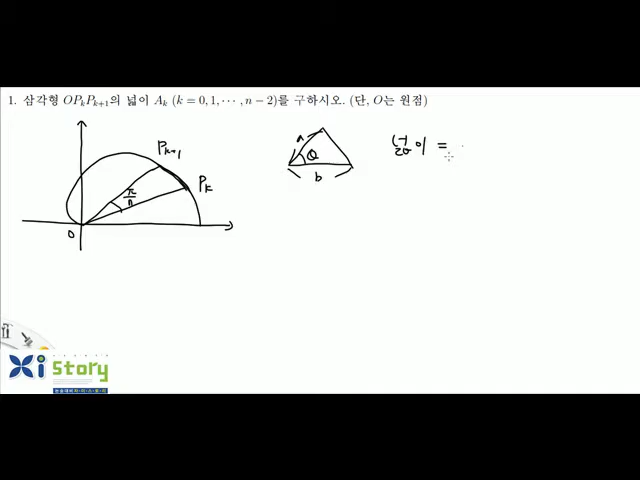 1. 삼각형 OP_kP_{k+1}의 넓이 A_k (k = 0, 1, ⋯, n − 2)를 구하시오. (단, O는 원점)
P_{k+1}
P_k
π/n
O
a
θ
b
넓이 =
Xi Story